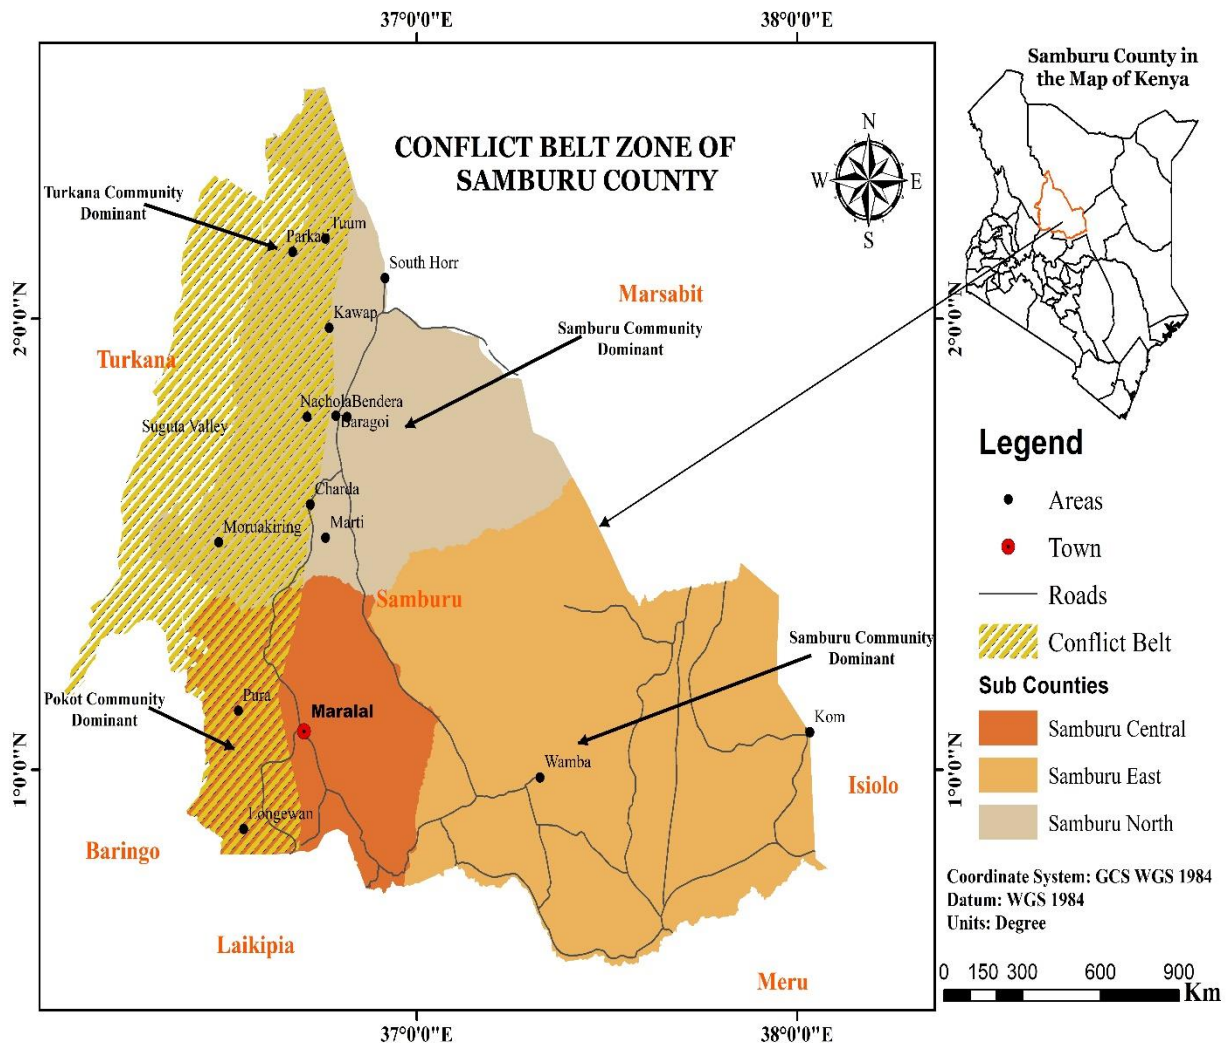 37°0'0"E
38°0'0"E
Samburu County in
the Map of Kenya
CONFLICT BELT ZONE OF
SAMBURU COUNTY
N
W
E
S
Turkana Community
Dominant
Tuum
Parkati
South Horr
Marsabit
2°0'0"N
2°0'0"N
Kawap
Samburu Community
Dominant
Turkana
Nachola
Bendera
Baragoi
Suguta Valley
Charda
Marti
Moruakiring
Samburu
Samburu Community
Dominant
Pokot Community
Dominant
Pura
Maralal
Kom
Wamba
1°0'0"N
1°0'0"N
Isiolo
Longewan
Baringo
Laikipia
Meru
37°0'0"E
38°0'0"E
Legend
Areas
Town
Roads
Conflict Belt
Sub Counties
Samburu Central
Samburu East
Samburu North
Coordinate System: GCS WGS 1984
Datum: WGS 1984
Units: Degree
0 150 300 600 900
Km